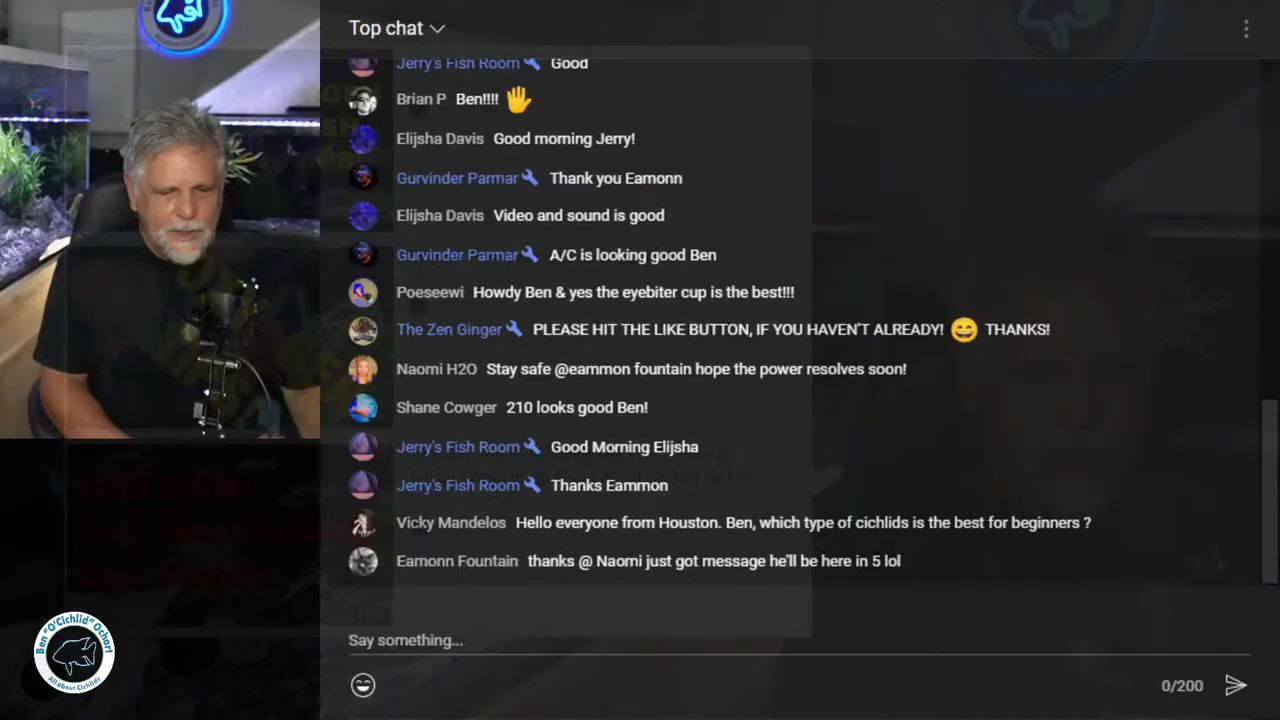 Top chat
Jerry's Fish Room Good
Brian P Ben!!!! 🖐
Elijsha Davis Good morning Jerry!
Gurvinder Parmar Thank you Eamonn
Elijsha Davis Video and sound is good
Gurvinder Parmar A/C is looking good Ben
Poeseewi Howdy Ben & yes the eyebiter cup is the best!!!
The Zen Ginger PLEASE HIT THE LIKE BUTTON, IF YOU HAVEN'T ALREADY! 😄 THANKS!
Naomi H2O Stay safe @eammon fountain hope the power resolves soon!
Shane Cowger 210 looks good Ben!
Jerry's Fish Room Good Morning Elijsha
Jerry's Fish Room Thanks Eammon
Vicky Mandelos Hello everyone from Houston. Ben, which type of cichlids is the best for beginners ?
Eamonn Fountain thanks @ Naomi just got message he'll be here in 5 lol
Say something...
0/200
Ben "O'Cichlid" Ochart
All about Cichlids